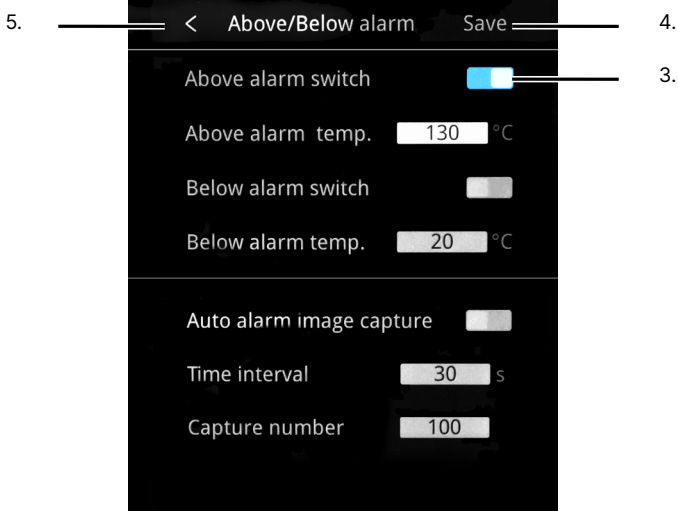 5. < Above/Below alarm Save 4.
Above alarm switch 3.
Above alarm temp. 130 °C
Below alarm switch
Below alarm temp. 20 °C
Auto alarm image capture
Time interval 30 s
Capture number 100